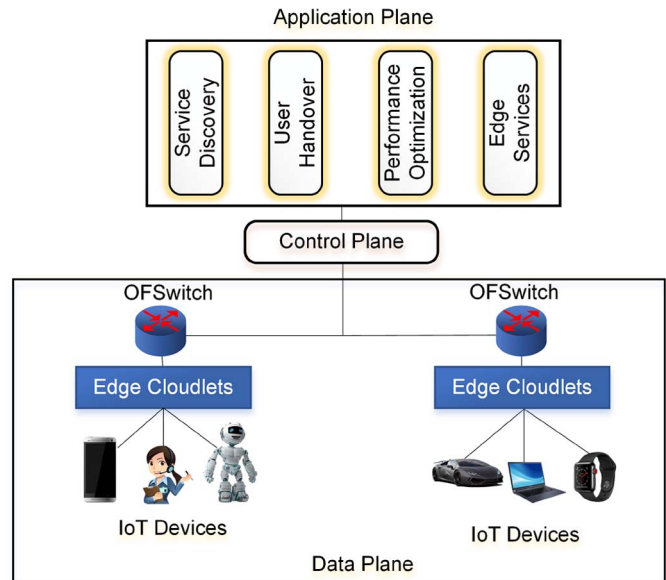 Application Plane
Service
Discovery
User
Handover
Performance
Optimization
Edge
Services
Control Plane
OFSwitch
OFSwitch
Edge Cloudlets
Edge Cloudlets
IoT Devices
IoT Devices
Data Plane